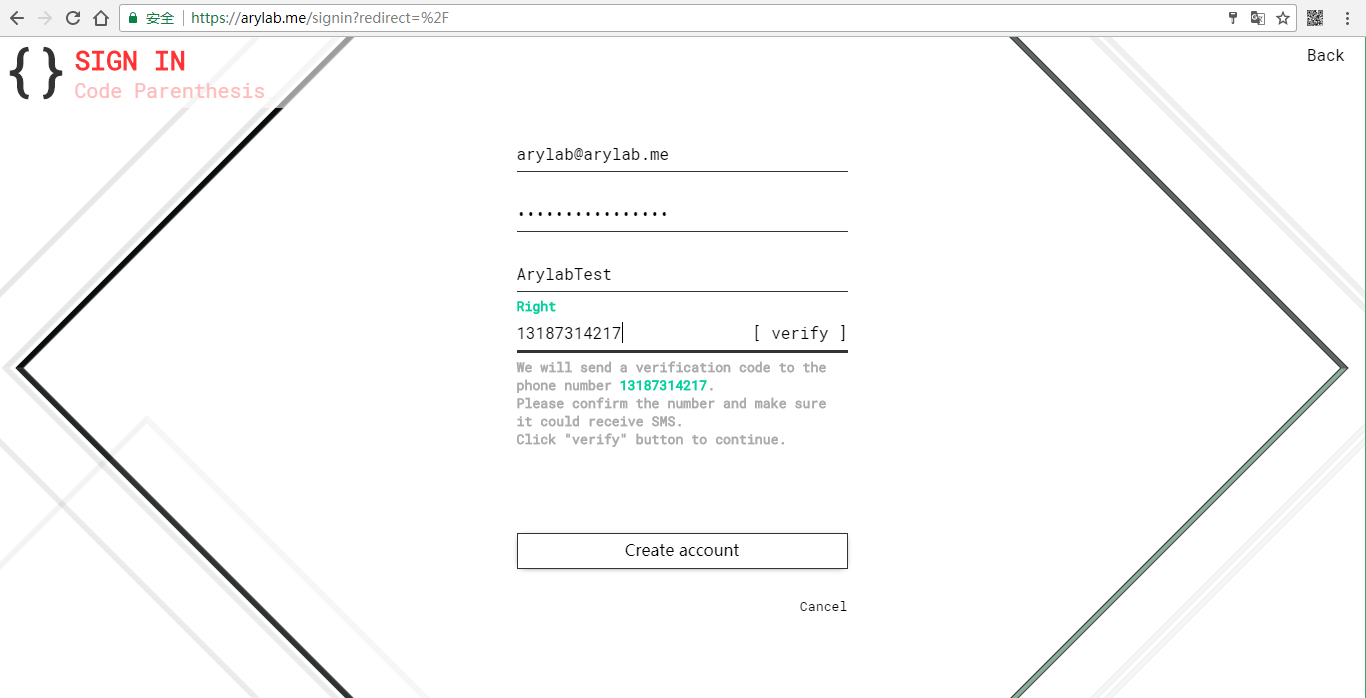 安全 https://arylab.me/signin?redirect=%2F
{} SIGN IN
Code Parenthesis
Back
arylab@arylab.me
••••••••••••••••
ArylabTest
Right
13187314217 [ verify ]
We will send a verification code to the
phone number 13187314217.
Please confirm the number and make sure
it could receive SMS.
Click "verify" button to continue.
Create account
Cancel